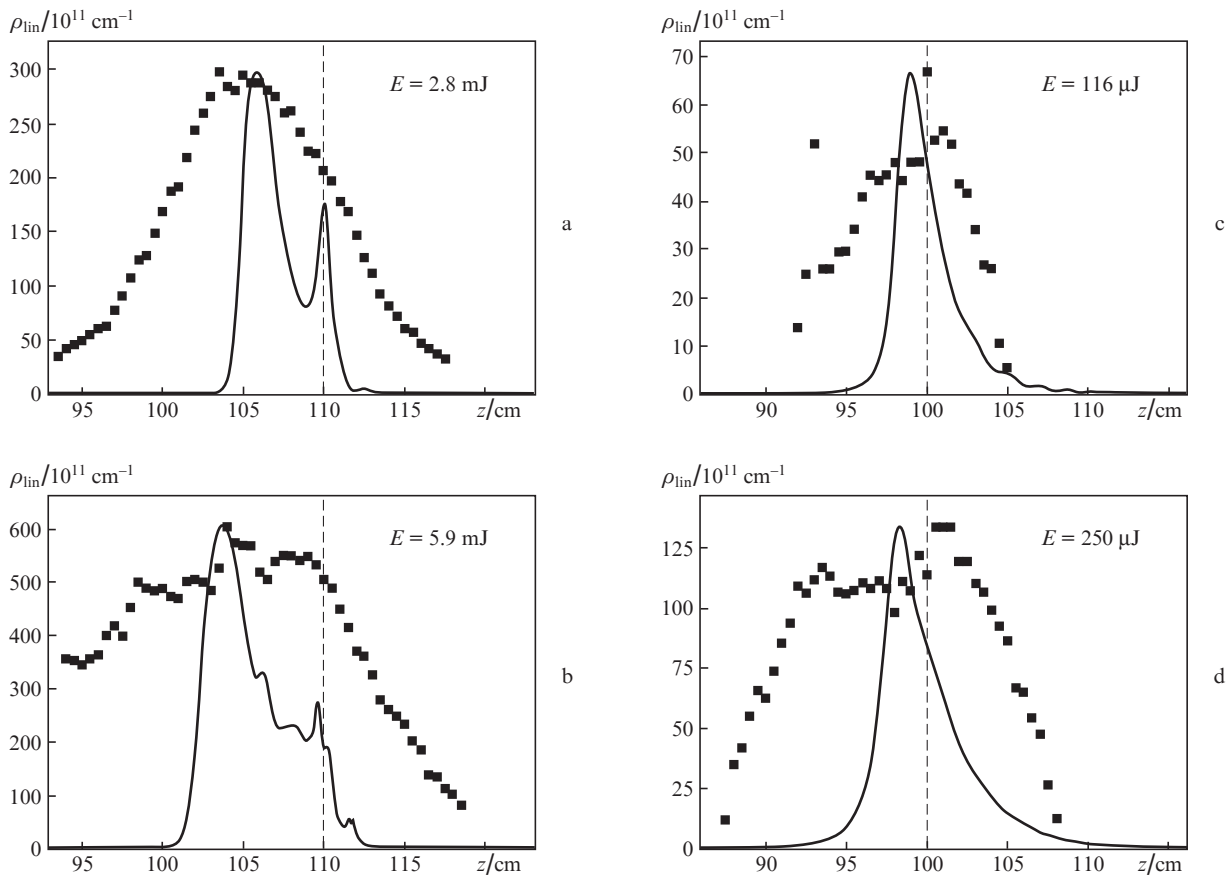 ρlin/10¹¹ cm⁻¹
E = 2.8 mJ
300
250
200
150
100
50
0
95 100 105 110 115 z/cm
a
ρlin/10¹¹ cm⁻¹
E = 116 μJ
70
60
50
40
30
20
10
0
90 95 100 105 110 z/cm
c
ρlin/10¹¹ cm⁻¹
E = 5.9 mJ
600
500
400
300
200
100
0
95 100 105 110 115 z/cm
b
ρlin/10¹¹ cm⁻¹
E = 250 μJ
125
100
75
50
25
0
90 95 100 105 110 z/cm
d